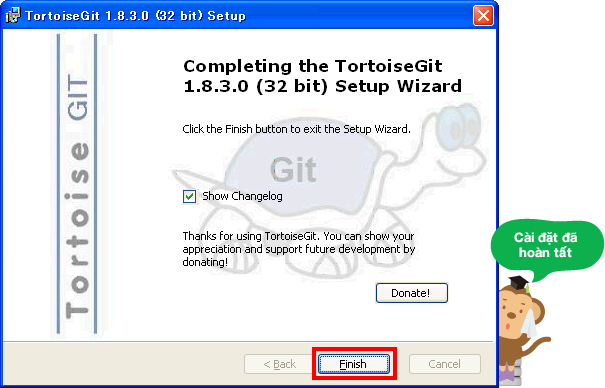 TortoiseGit 1.8.3.0 (32 bit) Setup
Tortoise GIT
Completing the TortoiseGit
1.8.3.0 (32 bit) Setup Wizard
Click the Finish button to exit the Setup Wizard.
Git
Show Changelog
Thanks for using TortoiseGit. You can show your
appreciation and support future development by
donating!
Donate!
Cài đặt đã
hoàn tất
< Back
Finish
Cancel